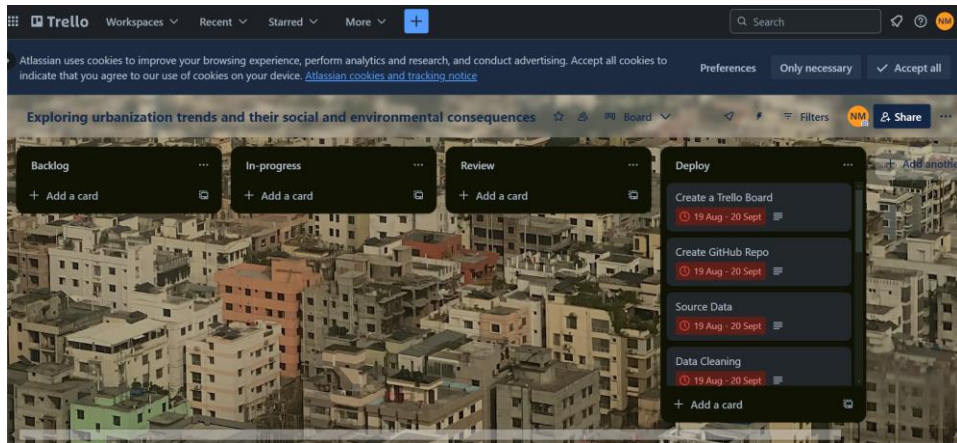 Trello Workspaces Recent Starred More + Search NM
Atlassian uses cookies to improve your browsing experience, perform analytics and research, and conduct advertising. Accept all cookies to
indicate that you agree to our use of cookies on your device. Atlassian cookies and tracking notice
Preferences Only necessary Accept all
Exploring urbanization trends and their social and environmental consequences Board Filters NM Share
Backlog
+ Add a card
In-progress
+ Add a card
Review
+ Add a card
Deploy
Create a Trello Board
19 Aug - 20 Sept
Create GitHub Repo
19 Aug - 20 Sept
Source Data
19 Aug - 20 Sept
Data Cleaning
19 Aug - 20 Sept
+ Add a card
+ Add anothe